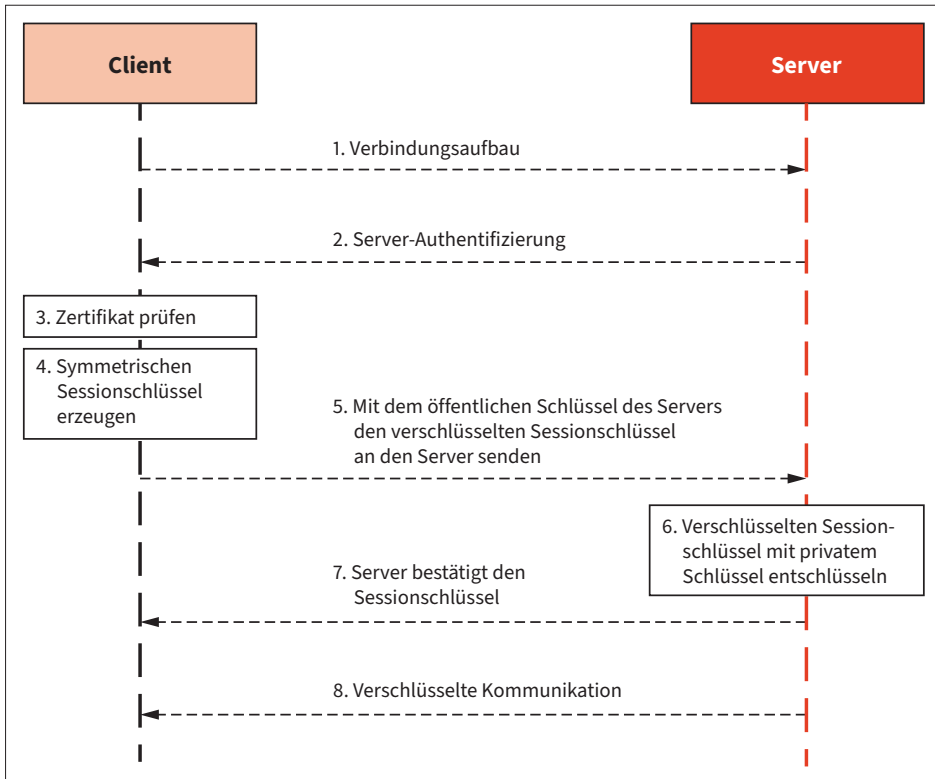 Client
Server
1. Verbindungsaufbau
2. Server-Authentifizierung
3. Zertifikat prüfen
4. Symmetrischen
Sessionschlüssel
erzeugen
5. Mit dem öffentlichen Schlüssel des Servers
den verschlüsselten Sessionschlüssel
an den Server senden
6. Verschlüsselten Session-
schlüssel mit privatem
Schlüssel entschlüsseln
7. Server bestätigt den
Sessionschlüssel
8. Verschlüsselte Kommunikation